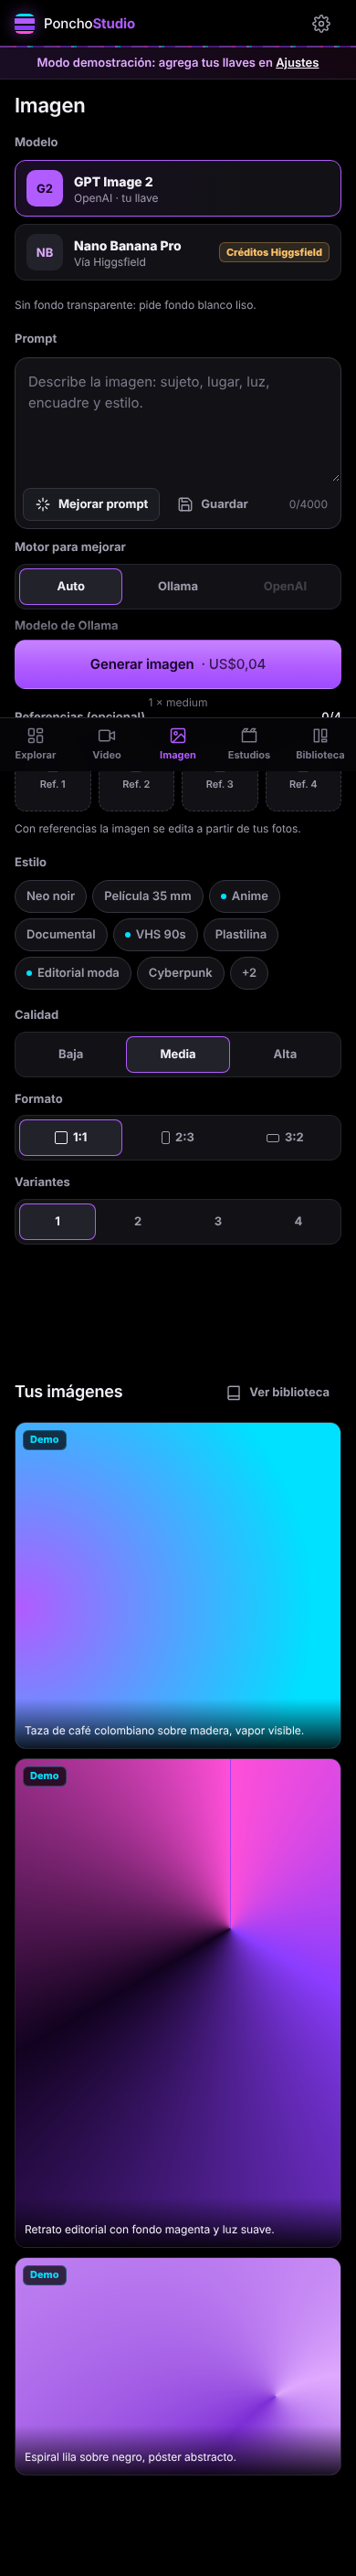 PonchoStudio
Modo demostración: agrega tus llaves en Ajustes
Imagen
Modelo
G2
GPT Image 2
OpenAI · tu llave
NB
Nano Banana Pro
Vía Higgsfield
Créditos Higgsfield
Sin fondo transparente: pide fondo blanco liso.
Prompt
Describe la imagen: sujeto, lugar, luz,
encuadre y estilo.
Mejorar prompt
Guardar
0/4000
Motor para mejorar
Auto
Ollama
OpenAI
Modelo de Ollama
Generar imagen · US$0,04
1 × medium
Referencias (opcional)
0/4
Explorar
Video
Imagen
Estudios
Biblioteca
Ref. 1
Ref. 2
Ref. 3
Ref. 4
Con referencias la imagen se edita a partir de tus fotos.
Estilo
Neo noir
Película 35 mm
Anime
Documental
VHS 90s
Plastilina
Editorial moda
Cyberpunk
+2
Calidad
Baja
Media
Alta
Formato
1:1
2:3
3:2
Variantes
1
2
3
4
Tus imágenes
Ver biblioteca
Demo
Taza de café colombiano sobre madera, vapor visible.
Demo
Retrato editorial con fondo magenta y luz suave.
Demo
Espiral lila sobre negro, póster abstracto.